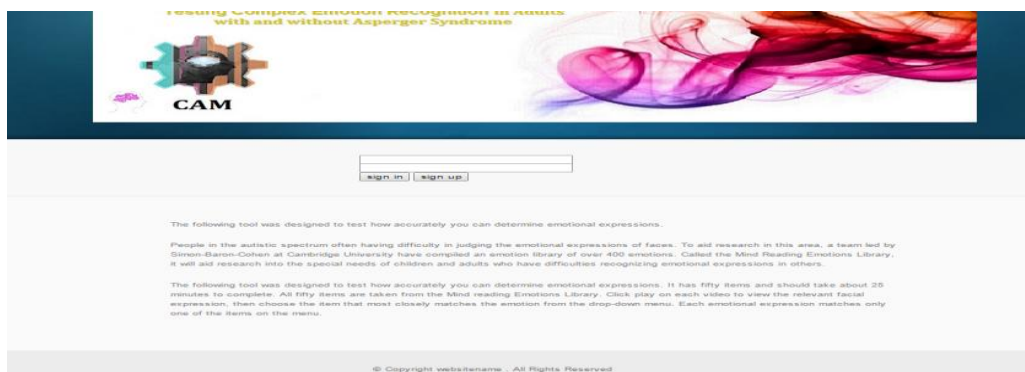 Testing Complex Emotion Recognition in Adults
with and without Asperger Syndrome
CAM
sign in sign up
The following tool was designed to test how accurately you can determine emotional expressions.
People in the autistic spectrum often having difficulty in judging the emotional expressions of faces. To aid research in this area, a team led by
Simon-Baron-Cohen at Cambridge University have compiled an emotion library of over 400 emotions. Called the Mind Reading Emotions Library,
it will aid research into the special needs of children and adults who have difficulties recognizing emotional expressions in others.
The following tool was designed to test how accurately you can determine emotional expressions. It has fifty items and should take about 25
minutes to complete. All fifty items are taken from the Mind reading Emotions Library. Click play on each video to view the relevant facial
expression, then choose the item that most closely matches the emotion from the drop-down menu. Each emotional expression matches only
one of the items on the menu.
© Copyright websitename . All Rights Reserved